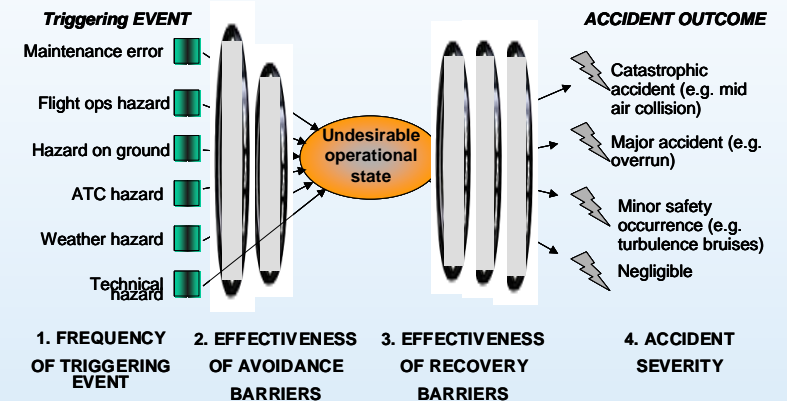 Triggering EVENT
ACCIDENT OUTCOME
Maintenance error
Flight ops hazard
Hazard on ground
ATC hazard
Weather hazard
Technical
hazard
Undesirable
operational
state
Catastrophic
accident (e.g. mid
air collision)
Major accident (e.g.
overrun)
Minor safety
occurrence (e.g.
turbulence bruises)
Negligible
1. FREQUENCY
OF TRIGGERING
EVENT
2. EFFECTIVENESS
OF AVOIDANCE
BARRIERS
3. EFFECTIVENESS
OF RECOVERY
BARRIERS
4. ACCIDENT
SEVERITY